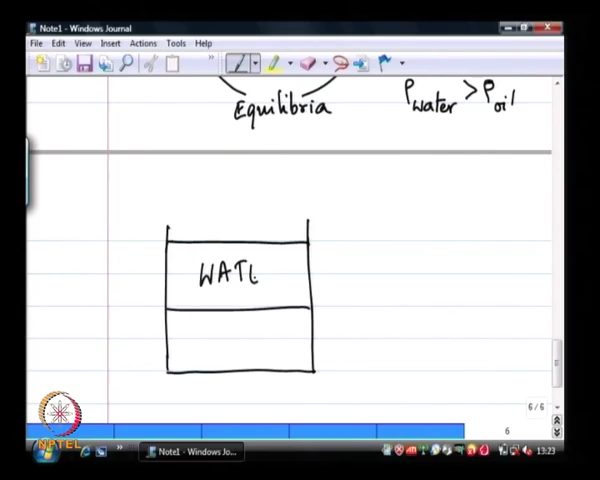 Note1 - Windows Journal
File Edit View Insert Actions Tools Help
Equilibria
ρwater > ρoil
WATE
6/6
6
NPTEL
Note1 - Windows Jo...
13:23